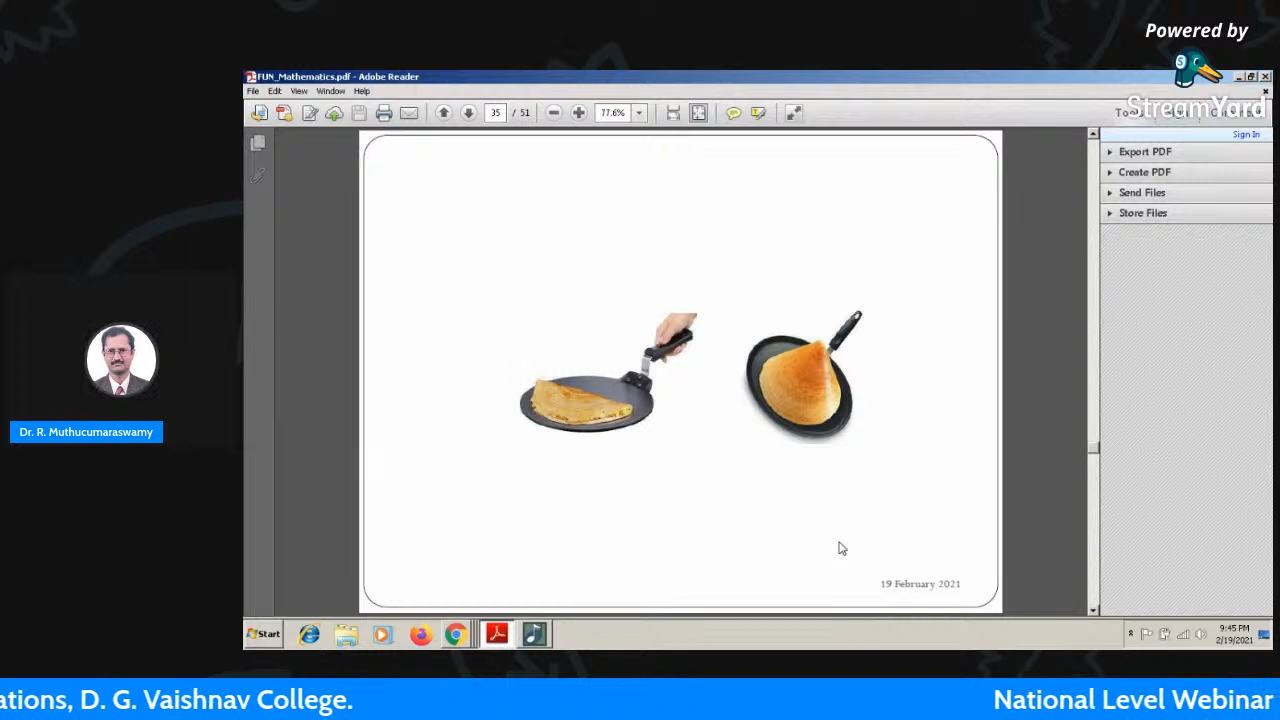 Powered by
StreamYard
FUN_Mathematics.pdf - Adobe Reader
File Edit View Window Help
35 / 51 77.6%
Sign In
Export PDF
Create PDF
Send Files
Store Files
Dr. R. Muthucumaraswamy
19 February 2021
Start
9:45 PM
2/19/2021
ations, D. G. Vaishnav College.
National Level Webinar